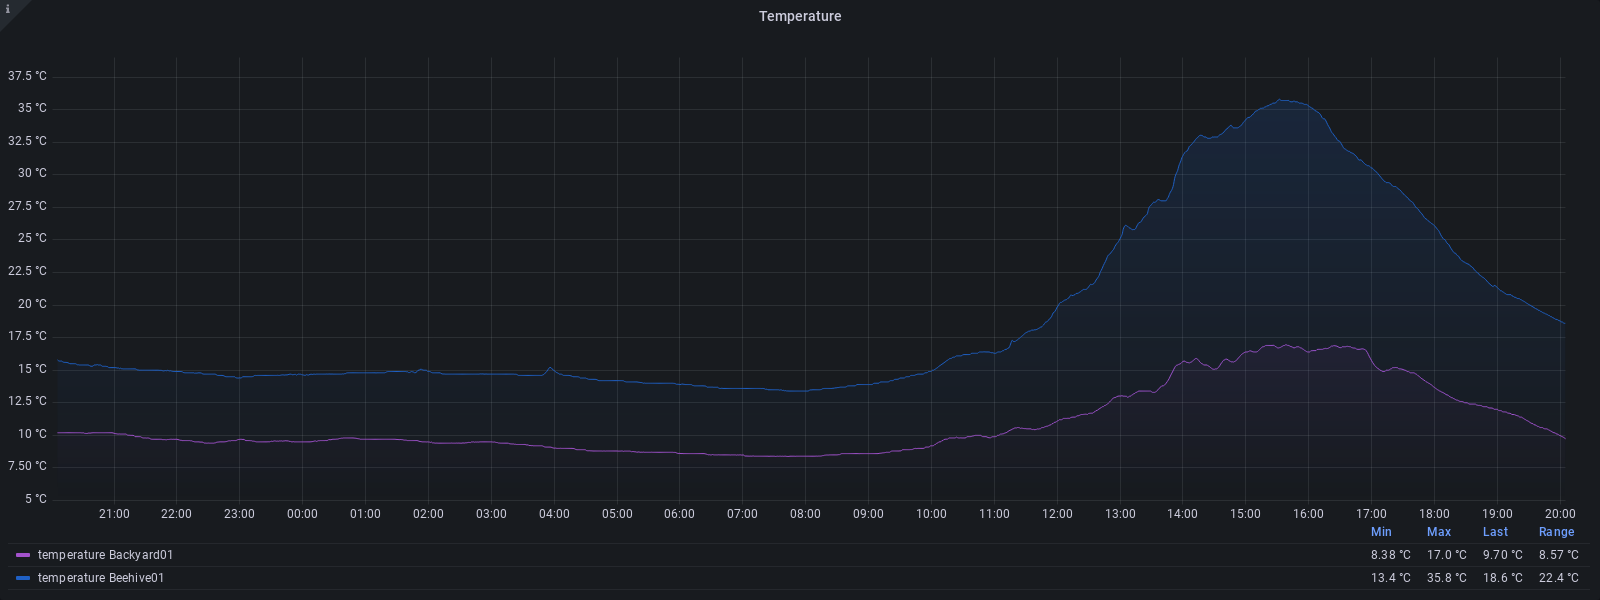 i
Temperature
37.5 °C
35 °C
32.5 °C
30 °C
27.5 °C
25 °C
22.5 °C
20 °C
17.5 °C
15 °C
12.5 °C
10 °C
7.50 °C
5 °C
21:00 22:00 23:00 00:00 01:00 02:00 03:00 04:00 05:00 06:00 07:00 08:00 09:00 10:00 11:00 12:00 13:00 14:00 15:00 16:00 17:00 18:00 19:00 20:00
Min Max Last Range
temperature Backyard01 8.38 °C 17.0 °C 9.70 °C 8.57 °C
temperature Beehive01 13.4 °C 35.8 °C 18.6 °C 22.4 °C